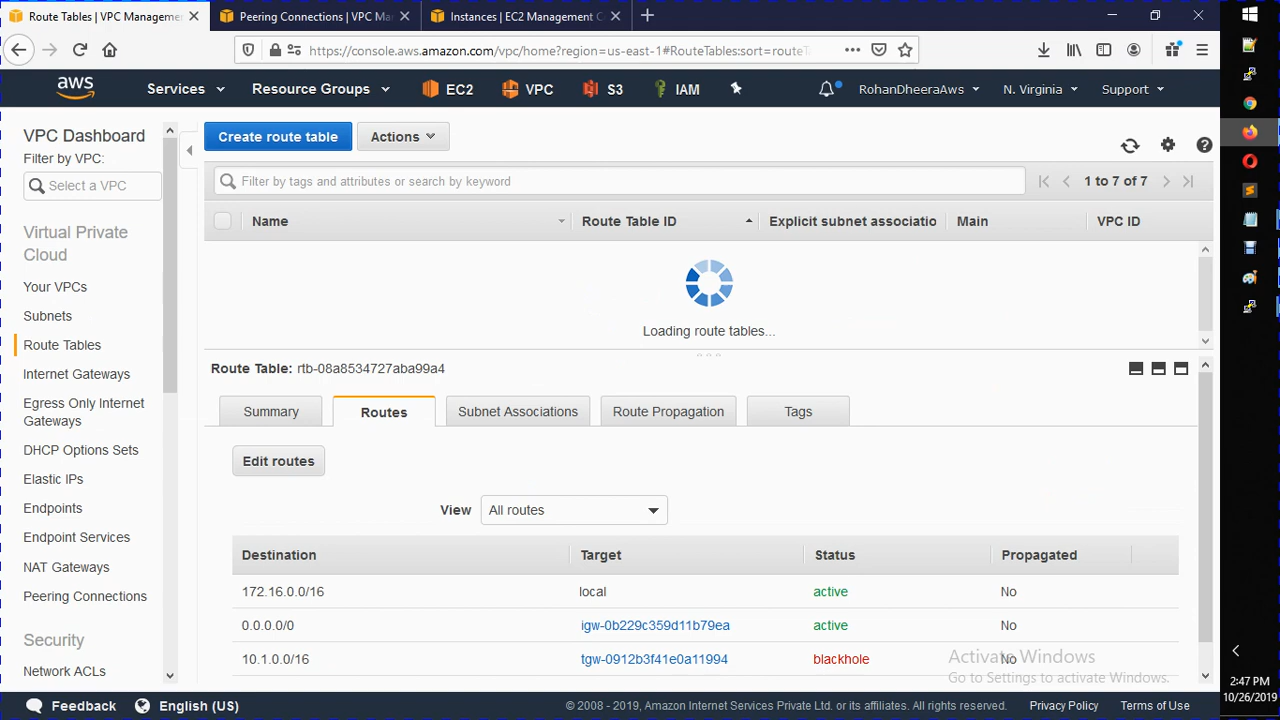 Route Tables | VPC Manageme
Peering Connections | VPC Ma
Instances | EC2 Management C
https://console.aws.amazon.com/vpc/home?region=us-east-1#RouteTables:sort=routeT
aws
Services
Resource Groups
EC2
VPC
S3
IAM
RohanDheeraAws
N. Virginia
Support
VPC Dashboard
Filter by VPC:
Select a VPC
Virtual Private
Cloud
Your VPCs
Subnets
Route Tables
Internet Gateways
Egress Only Internet
Gateways
DHCP Options Sets
Elastic IPs
Endpoints
Endpoint Services
NAT Gateways
Peering Connections
Security
Network ACLs
Create route table
Actions
Filter by tags and attributes or search by keyword
1 to 7 of 7
Name
Route Table ID
Explicit subnet associatio
Main
VPC ID
Loading route tables...
Route Table: rtb-08a8534727aba99a4
Summary
Routes
Subnet Associations
Route Propagation
Tags
Edit routes
View
All routes
Destination
Target
Status
Propagated
172.16.0.0/16
local
active
No
0.0.0.0/0
igw-0b229c359d11b79ea
active
No
10.1.0.0/16
tgw-0912b3f41e0a11994
blackhole
No
Activate Windows
Go to Settings to activate Windows.
Feedback
English (US)
© 2008 - 2019, Amazon Internet Services Private Ltd. or its affiliates. All rights reserved.
Privacy Policy
Terms of Use
2:47 PM
10/26/2019